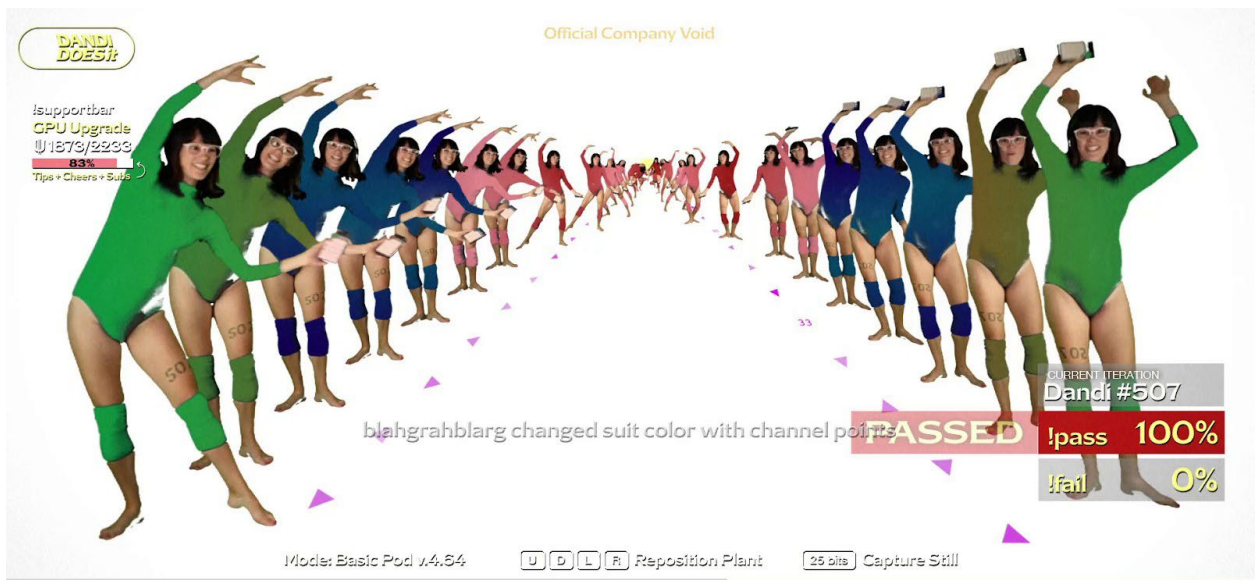 DANDI
DOESit
Official Company Void
!supportbar
GPU Upgrade
1873/2233
83%
Tips + Cheers + Subs
507
507
507
33
CURRENT ITERATION
Dandi #507
blahgrahblarg changed suit color with channel points
PASSED
!pass 100%
!fail 0%
Mode: Basic Pod v.4.64
U D L R Reposition Plant
25 bits Capture Still